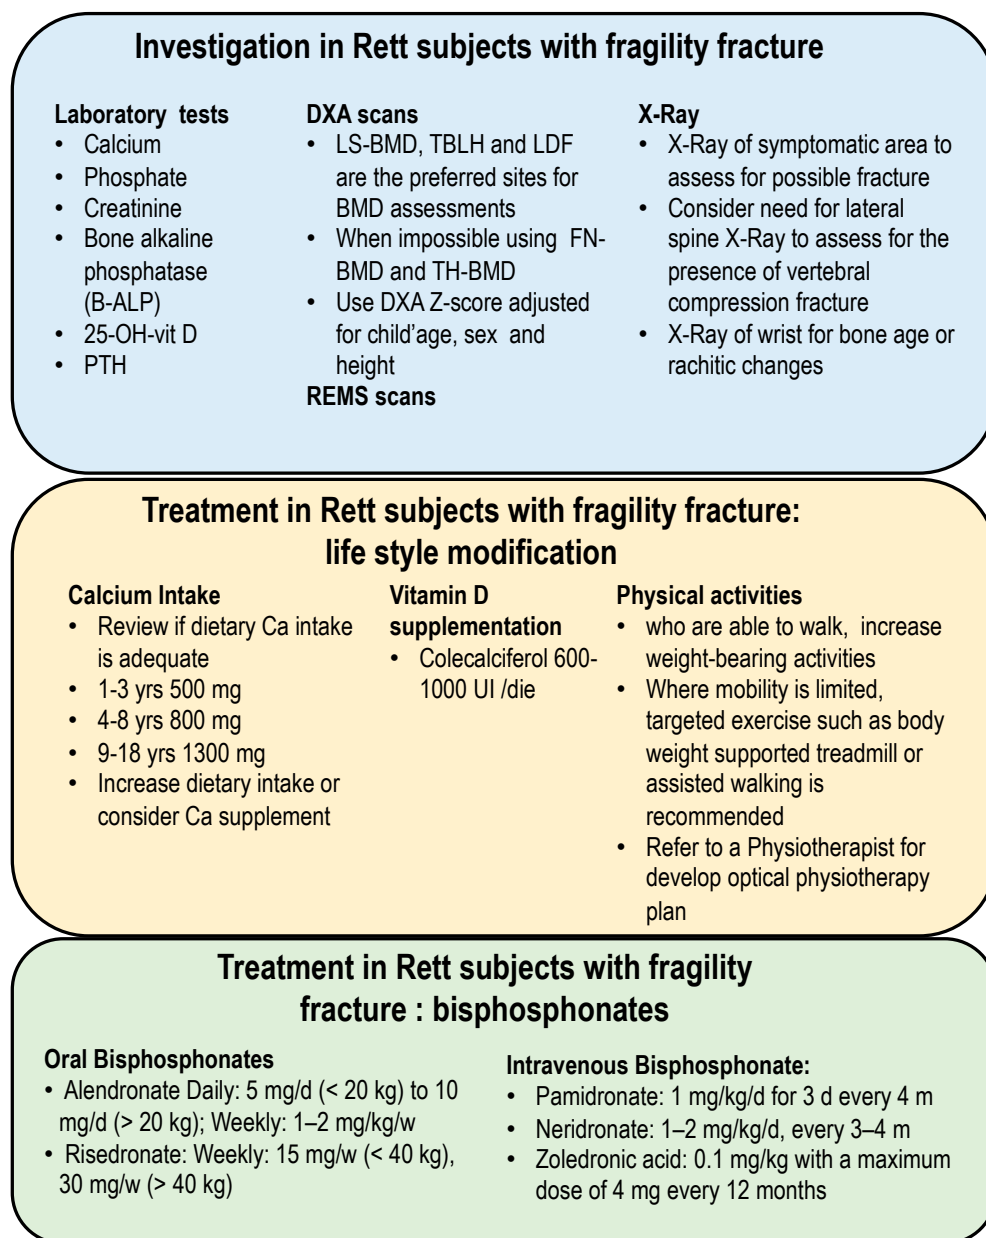 Investigation in Rett subjects with fragility fracture
Laboratory tests
• Calcium
• Phosphate
• Creatinine
• Bone alkaline
phosphatase
(B-ALP)
• 25-OH-vit D
• PTH
DXA scans
• LS-BMD, TBLH and LDF
are the preferred sites for
BMD assessments
• When impossible using FN-
BMD and TH-BMD
• Use DXA Z-score adjusted
for child'age, sex and
height
REMS scans
X-Ray
• X-Ray of symptomatic area to
assess for possible fracture
• Consider need for lateral
spine X-Ray to assess for the
presence of vertebral
compression fracture
• X-Ray of wrist for bone age or
rachitic changes
Treatment in Rett subjects with fragility fracture:
life style modification
Calcium Intake
• Review if dietary Ca intake
is adequate
• 1-3 yrs 500 mg
• 4-8 yrs 800 mg
• 9-18 yrs 1300 mg
• Increase dietary intake or
consider Ca supplement
Vitamin D
supplementation
• Colecalciferol 600-
1000 UI /die
Physical activities
• who are able to walk, increase
weight-bearing activities
• Where mobility is limited,
targeted exercise such as body
weight supported treadmill or
assisted walking is
recommended
• Refer to a Physiotherapist for
develop optical physiotherapy
plan
Treatment in Rett subjects with fragility
fracture : bisphosphonates
Oral Bisphosphonates
• Alendronate Daily: 5 mg/d (< 20 kg) to 10
mg/d (> 20 kg); Weekly: 1–2 mg/kg/w
• Risedronate: Weekly: 15 mg/w (< 40 kg),
30 mg/w (> 40 kg)
Intravenous Bisphosphonate:
• Pamidronate: 1 mg/kg/d for 3 d every 4 m
• Neridronate: 1–2 mg/kg/d, every 3–4 m
• Zoledronic acid: 0.1 mg/kg with a maximum
dose of 4 mg every 12 months